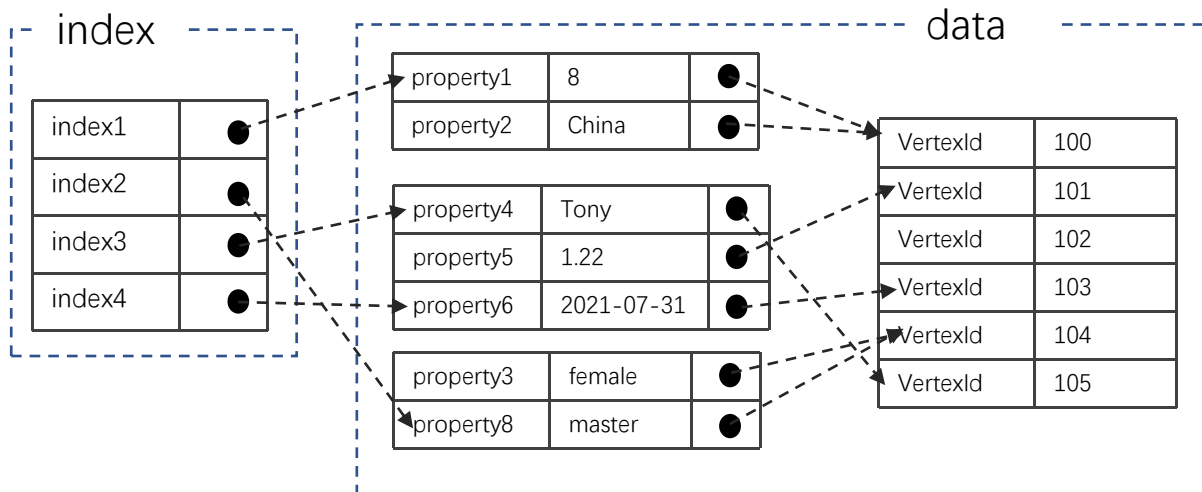 index
data
index1
index2
index3
index4
property1 8
property2 China
property4 Tony
property5 1.22
property6 2021-07-31
property3 female
property8 master
VertexId 100
VertexId 101
VertexId 102
VertexId 103
VertexId 104
VertexId 105